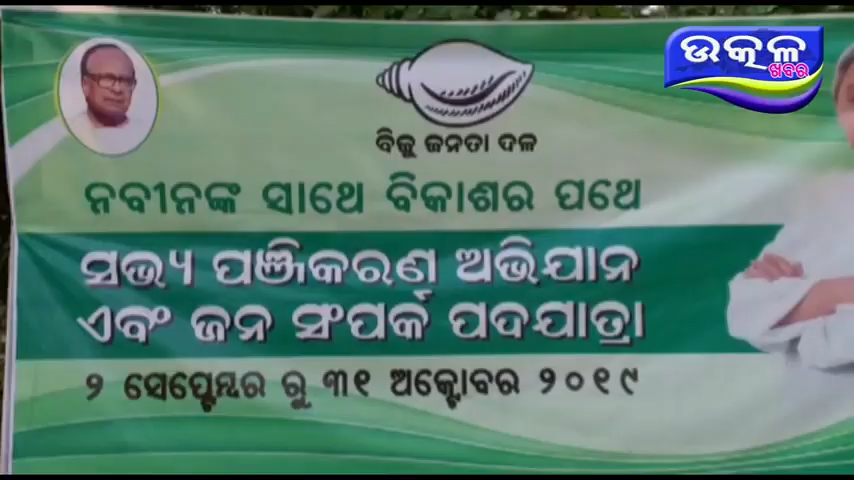 ଉତ୍କଳ
ଖବର
ବିଜୁ ଜନତା ଦଳ
ନବୀନଙ୍କ ସାଥେ ବିକାଶର ପଥେ
ସଭ୍ୟ ପଞ୍ଜିକରଣ ଅଭିଯାନ
ଏବଂ ଜନ ସଂପର୍କ ପଦଯାତ୍ରା
୨ ସେପ୍ଟେମ୍ବର ରୁ ୩୧ ଅକ୍ଟୋବର ୨୦୧୯